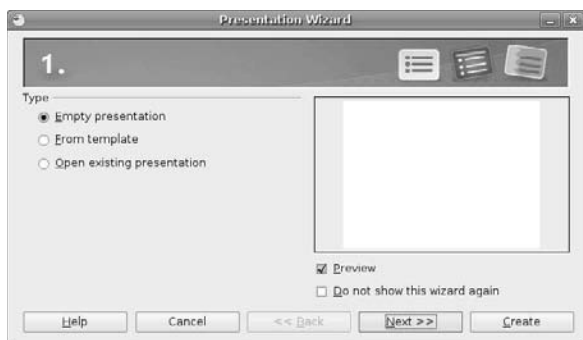 Presentation Wizard
1.
Type
Empty presentation
From template
Open existing presentation
Preview
Do not show this wizard again
Help
Cancel
<< Back
Next >>
Create